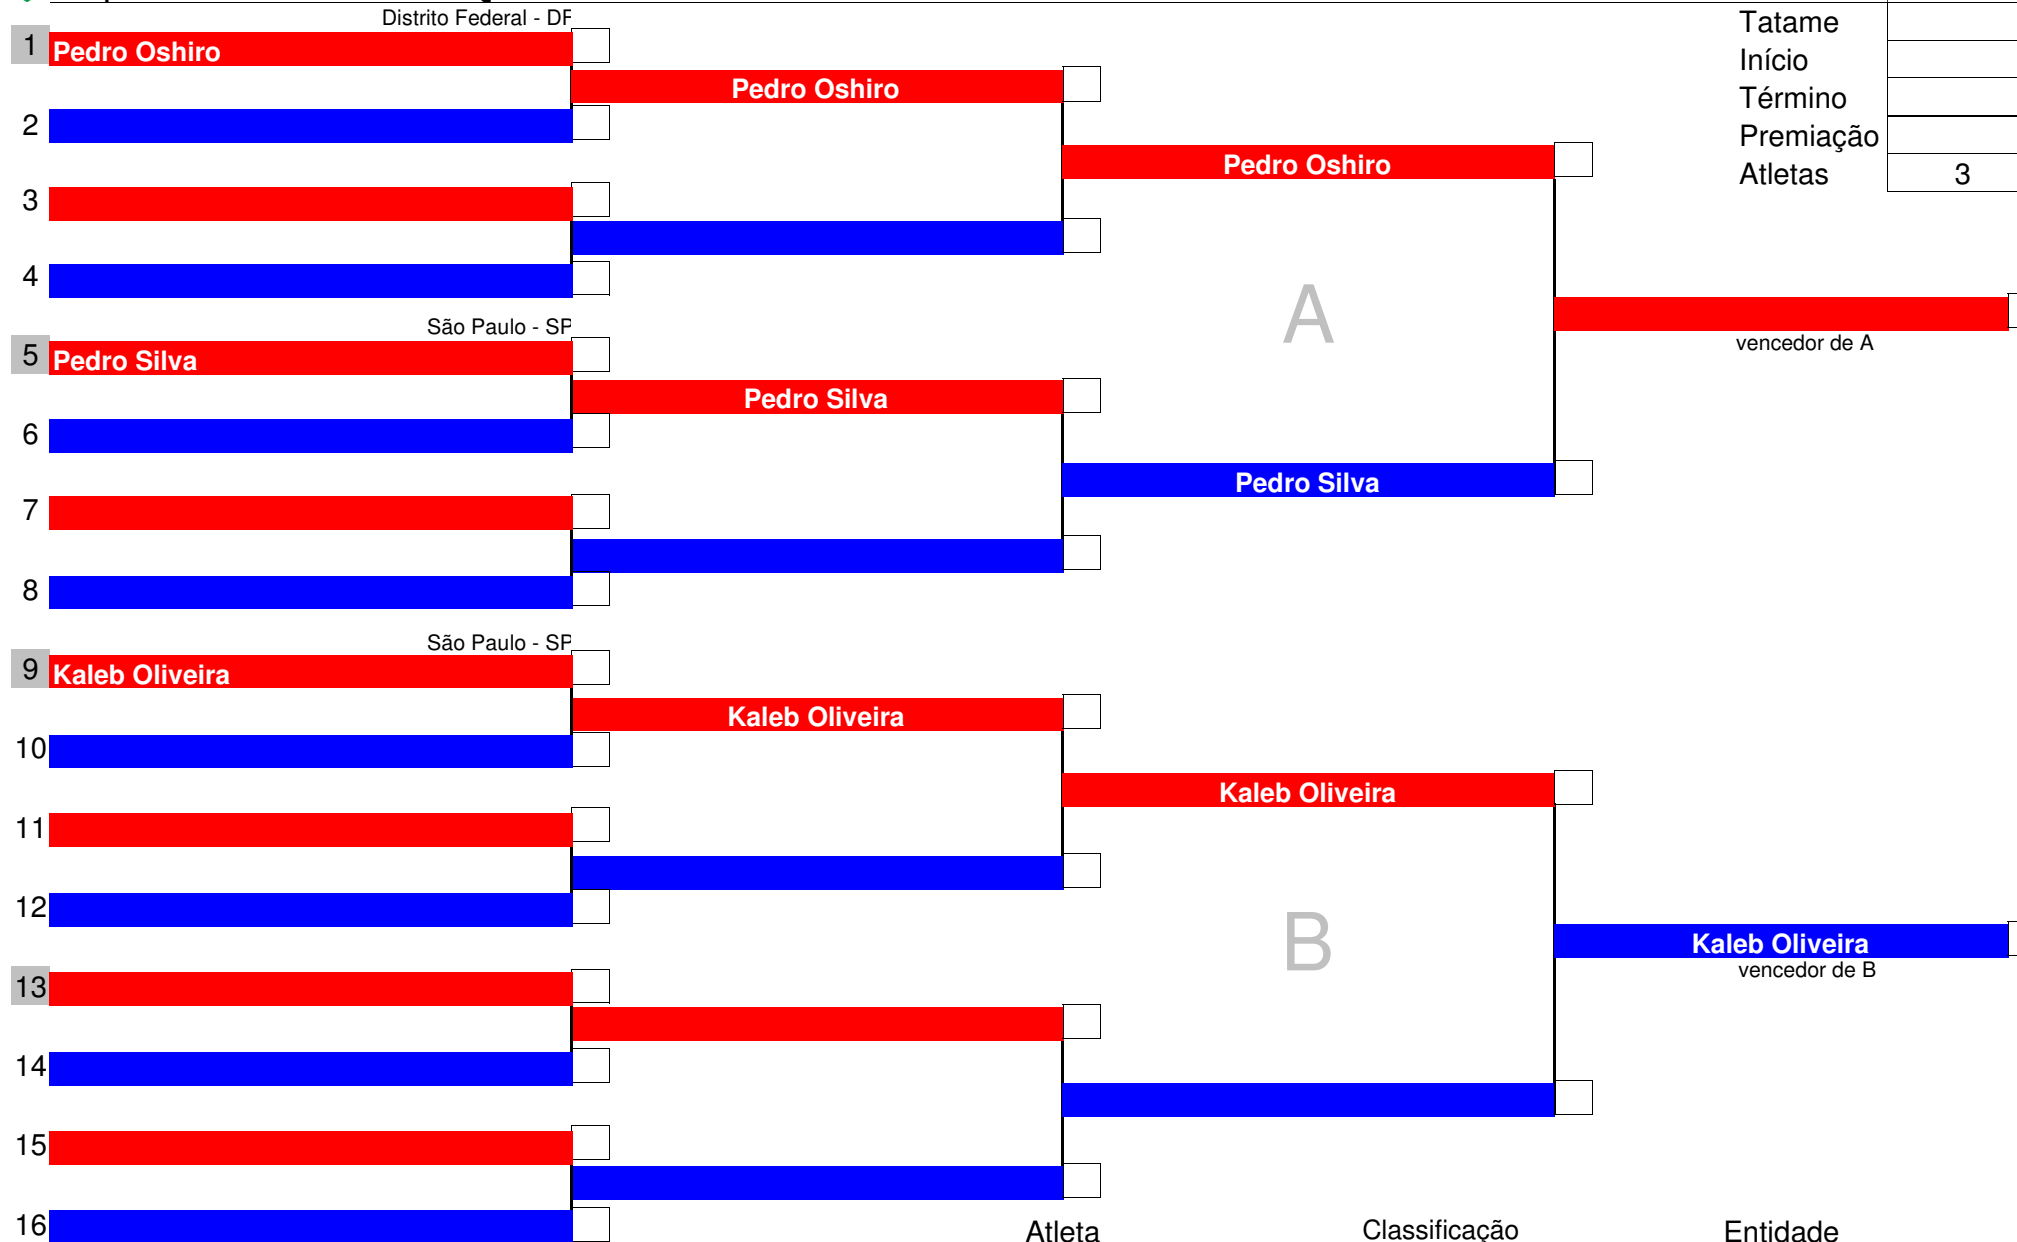 Distrito Federal - DF
Tatame
1 Pedro Oshiro
Início
Pedro Oshiro
Término
2
Premiação
Pedro Oshiro
Atletas 3
3
4
A
São Paulo - SP
vencedor de A
5 Pedro Silva
Pedro Silva
6
Pedro Silva
7
8
São Paulo - SP
9 Kaleb Oliveira
Kaleb Oliveira
10
Kaleb Oliveira
11
12
B
Kaleb Oliveira
vencedor de B
13
14
15
16
Atleta Classificação Entidade